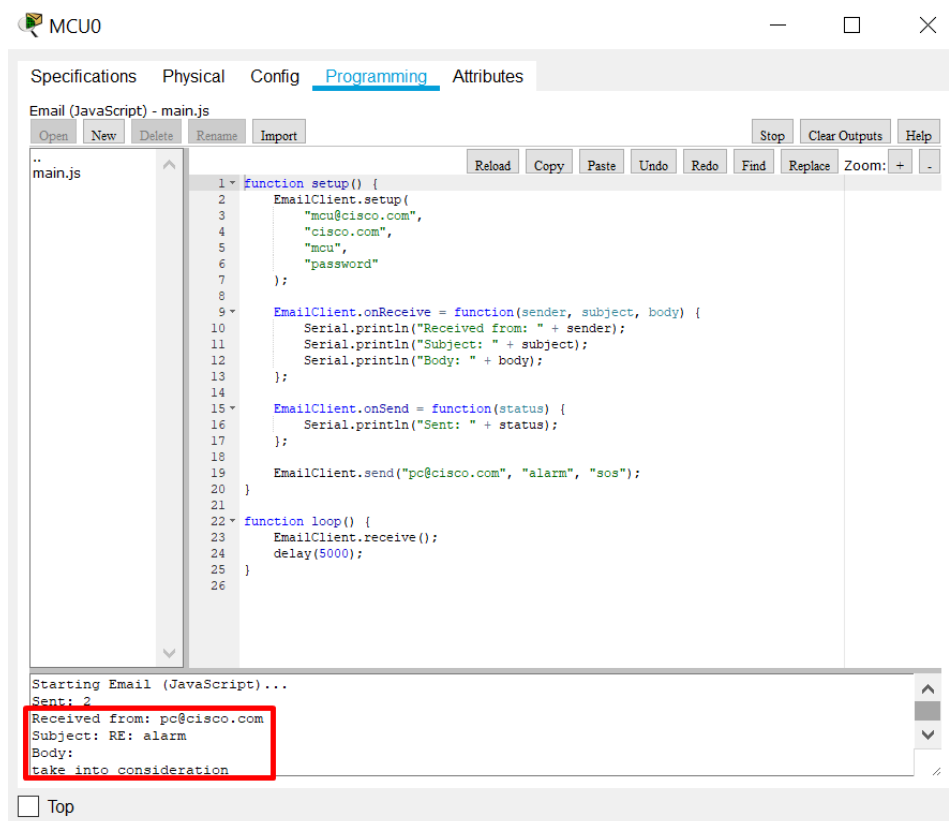 MCU0
Specifications Physical Config Programming Attributes
Email (JavaScript) - main.js
Open New Delete Rename Import Stop Clear Outputs Help
..
main.js
Reload Copy Paste Undo Redo Find Replace Zoom: + -
1 function setup() {
2     EmailClient.setup(
3         "mcu@cisco.com",
4         "cisco.com",
5         "mcu",
6         "password"
7     );
8
9     EmailClient.onReceive = function(sender, subject, body) {
10         Serial.println("Received from: " + sender);
11         Serial.println("Subject: " + subject);
12         Serial.println("Body: " + body);
13     };
14
15     EmailClient.onSend = function(status) {
16         Serial.println("Sent: " + status);
17     };
18
19     EmailClient.send("pc@cisco.com", "alarm", "sos");
20 }
21
22 function loop() {
23     EmailClient.receive();
24     delay(5000);
25 }
26
Starting Email (JavaScript)...
Sent: 2
Received from: pc@cisco.com
Subject: RE: alarm
Body:
take into consideration
Top